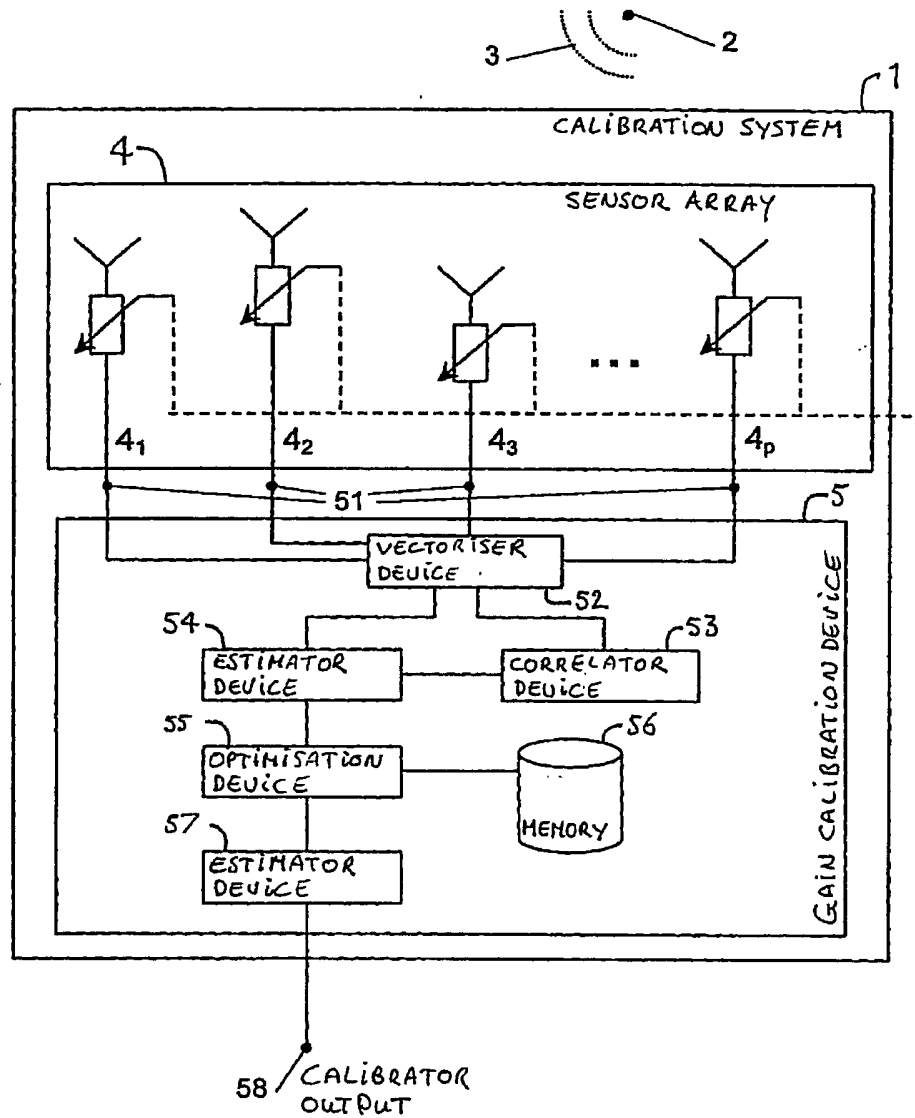 3
2
1
CALIBRATION SYSTEM
4
SENSOR ARRAY
4₁
4₂
4₃
4ₚ
51
5
VECTORISER
DEVICE
52
54
53
ESTIMATOR
DEVICE
CORRELATOR
DEVICE
55
56
OPTIMISATION
DEVICE
MEMORY
57
ESTIMATOR
DEVICE
GAIN CALIBRATION DEVICE
58
CALIBRATOR
OUTPUT